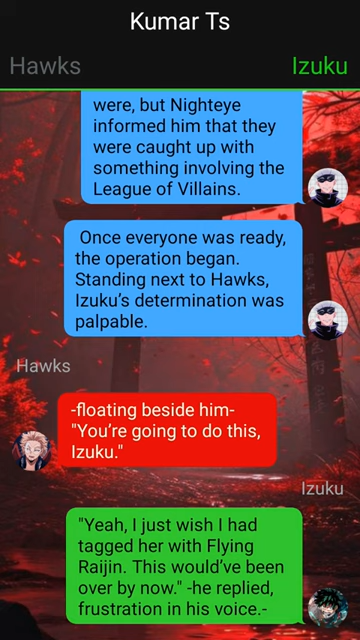 Kumar Ts
Hawks
Izuku
were, but Nighteye
informed him that they
were caught up with
something involving the
League of Villains.
Once everyone was ready,
the operation began.
Standing next to Hawks,
Izuku's determination was
palpable.
Hawks
-floating beside him-
"You're going to do this,
Izuku."
Izuku
"Yeah, I just wish I had
tagged her with Flying
Raijin. This would've been
over by now." -he replied,
frustration in his voice.-